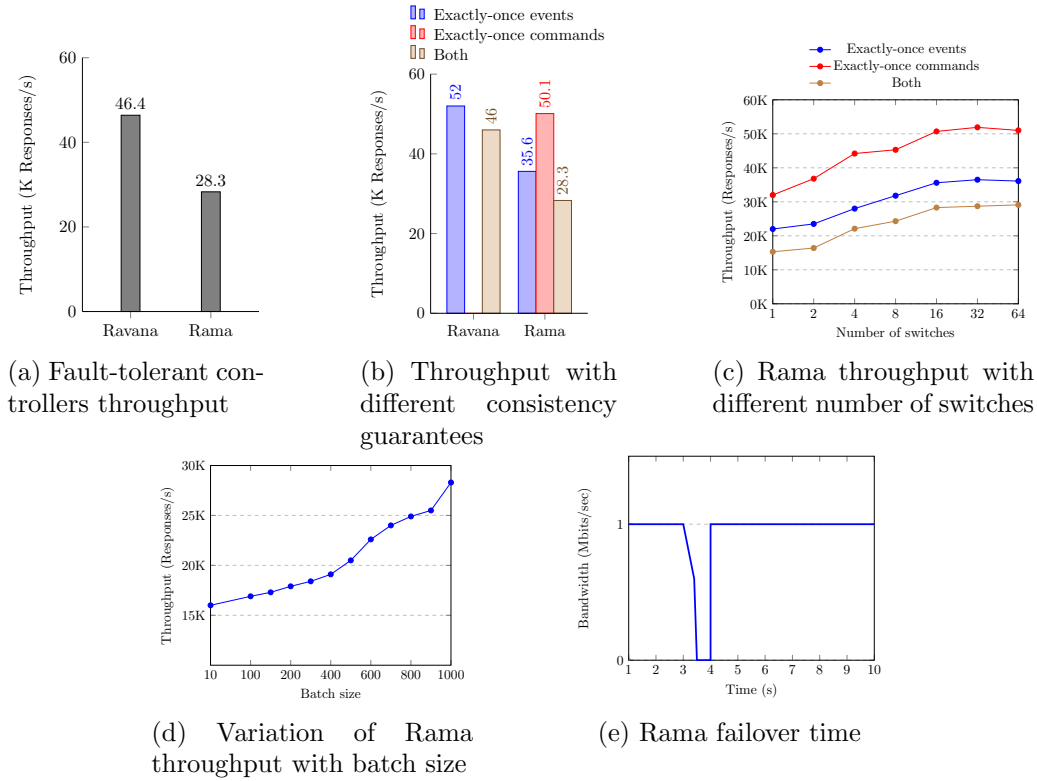 60
40
20
0
Throughput (K Responses/s)
46.4
28.3
Ravana
Rama
(a) Fault-tolerant con-
trollers throughput
Exactly-once events
Exactly-once commands
Both
60
40
20
0
Throughput (K Responses/s)
52
46
35.6
50.1
28.3
Ravana
Rama
(b) Throughput with
different consistency
guarantees
Exactly-once events
Exactly-once commands
Both
60K
50K
40K
30K
20K
10K
0K
Throughput (Responses/s)
1 2 4 8 16 32 64
Number of switches
(c) Rama throughput with
different number of switches
30K
25K
20K
15K
Throughput (Responses/s)
10 100 200 400 600 800 1000
Batch size
(d) Variation of Rama
throughput with batch size
1
0
Bandwidth (Mbits/sec)
1 2 3 4 5 6 7 8 9 10
Time (s)
(e) Rama failover time